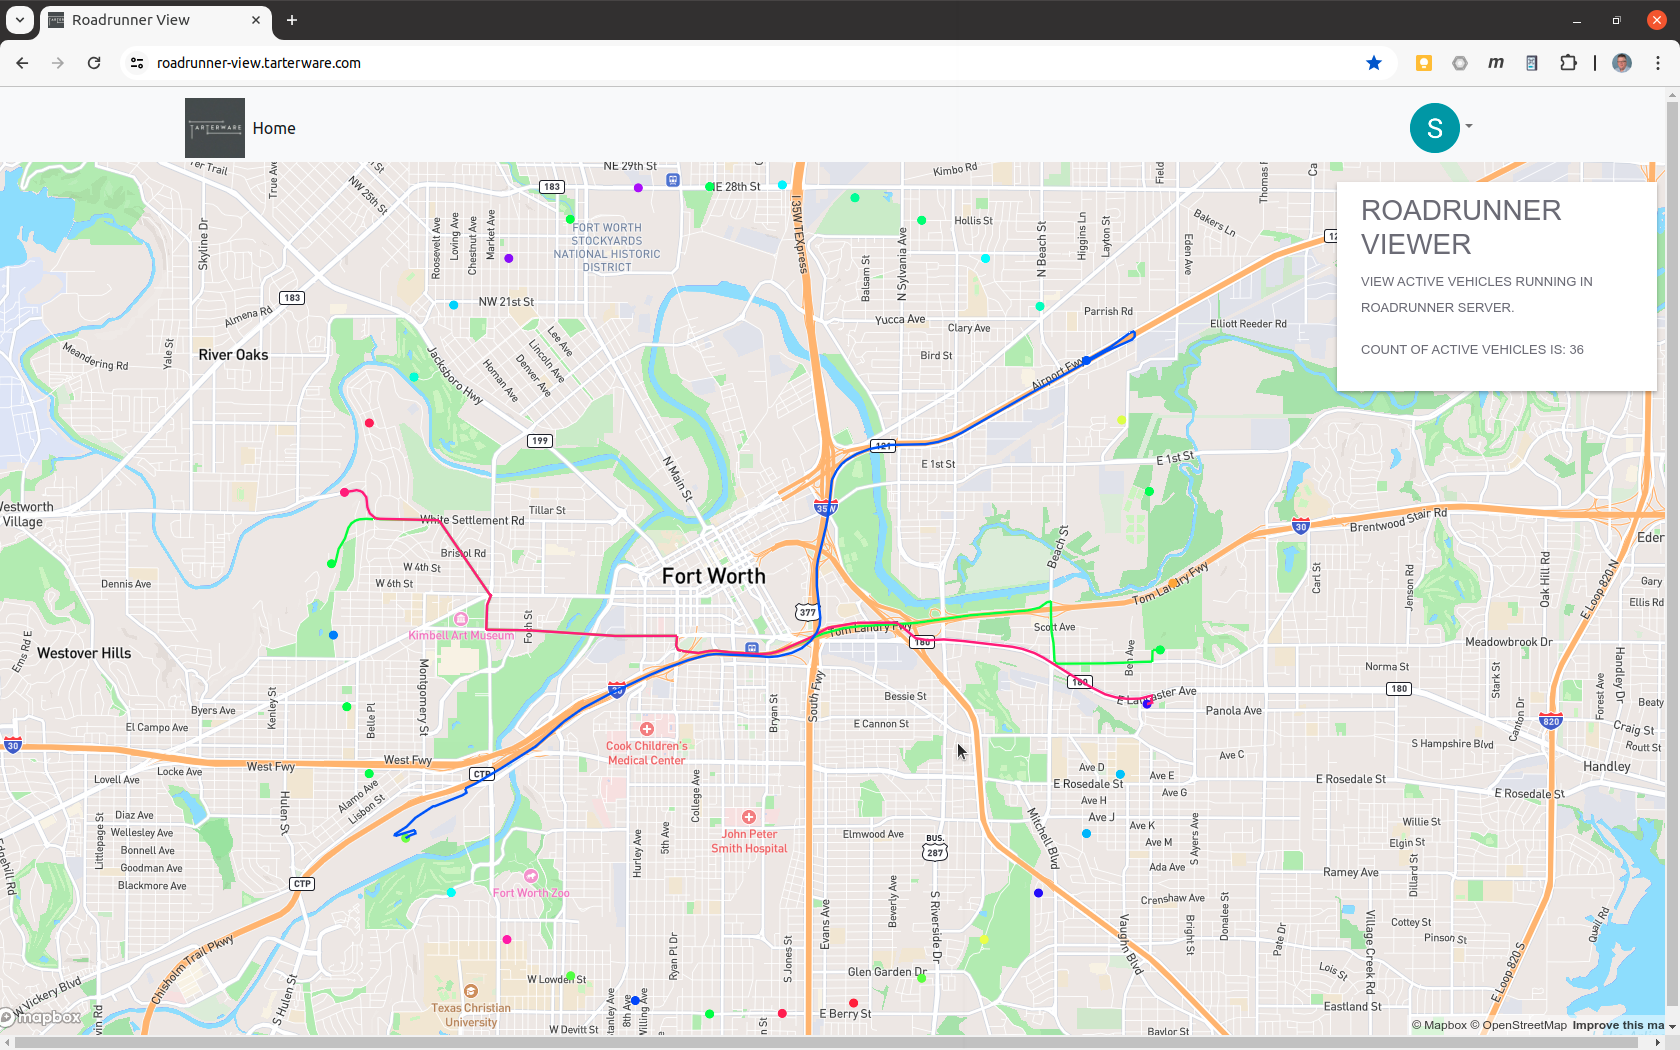 Roadrunner View
roadrunner-view.tarterware.com
TARTERWARE
Home
S
ROADRUNNER
VIEWER
VIEW ACTIVE VEHICLES RUNNING IN
ROADRUNNER SERVER.
COUNT OF ACTIVE VEHICLES IS: 36
NE 29th St
Kimbo Rd
183
NE 28th St
NW 25th St
True Ave
Skyline Dr
Roosevelt Ave
Loving Ave
Chestnut Ave
Market Ave
FORT WORTH
STOCKYARDS
NATIONAL HISTORIC
DISTRICT
I 35W TEXpress
Hollis St
Balsam St
N Sylvania Ave
N Beach St
Higgins Ln
Layton St
Bakers Ln
Eden Ave
183
NW 21st St
Almena Rd
Yucca Ave
Clary Ave
Parrish Rd
Elliott Reeder Rd
Meandering Rd
Yale St
River Oaks
Jacksboro Hwy
Lee Ave
Lincoln Ave
Denver Ave
Homan Ave
Bird St
Airport Fwy
199
121
N Main St
E 1st St
E 1st St
35W
Westworth
Village
White Settlement Rd
Tillar St
Bristol Rd
W 4th St
W 6th St
Dennis Ave
Fort Worth
Beach St
30
Brentwood Stair Rd
Tom Landry Fwy
Carl St
Jenson Rd
Oak Hill Rd
E Loop 820 N
Ellis Rd
377
Kimbell Art Museum
Foch St
Tom Landry Fwy
180
Scott Ave
Ben Ave
Meadowbrook Dr
Westover Hills
Ems Rd E
Montgomery St
Norma St
Stark St
Handley Dr
30
180
E Lancaster Ave
180
Kenley St
Byers Ave
El Campo Ave
Belle Pl
Bryan St
South Fwy
Bessie St
E Cannon St
Panola Ave
Forest Ave
Beaty
Canton Dr
820
Craig St
Routt St
30
West Fwy
West Fwy
Cook Children's
Medical Center
Ave C
S Hampshire Blvd
Handley
Lovell Ave
Locke Ave
CTP
Ave D
Ave E
E Rosedale St
Ave G
Ave H
Ave J
E Rosedale St
E Rosedale St
Alamo Ave
Lisbon St
Hulen St
College Ave
Littlepage St
Diaz Ave
Wellesley Ave
Bonnell Ave
Goodman Ave
Blackmore Ave
John Peter
Smith Hospital
Hurley Ave
5th Ave
Elmwood Ave
BUS.
287
Mitchell Blvd
Ave K
Ave M
Ada Ave
S Ayers Ave
Willie St
Elgin St
Dillard St
Ramey Ave
CTP
Fort Worth Zoo
Beverly Ave
S Riverside Dr
Evans Ave
Crenshaw Ave
Vaughn Blvd
Bright St
Donalee St
Pate Dr
Village Creek Rd
Cottey St
Pinson St
Quail Rd
Chisholm Trail Pkwy
Ryan Pl Dr
S Jones St
Glen Garden Dr
Lois St
E Loop 820 S
W Vickery Blvd
S Hulen St
W Lowden St
Texas Christian
University
8th Ave
W Devitt St
E Berry St
Eastland St
Baylor St
mapbox
© Mapbox © OpenStreetMap Improve this ma